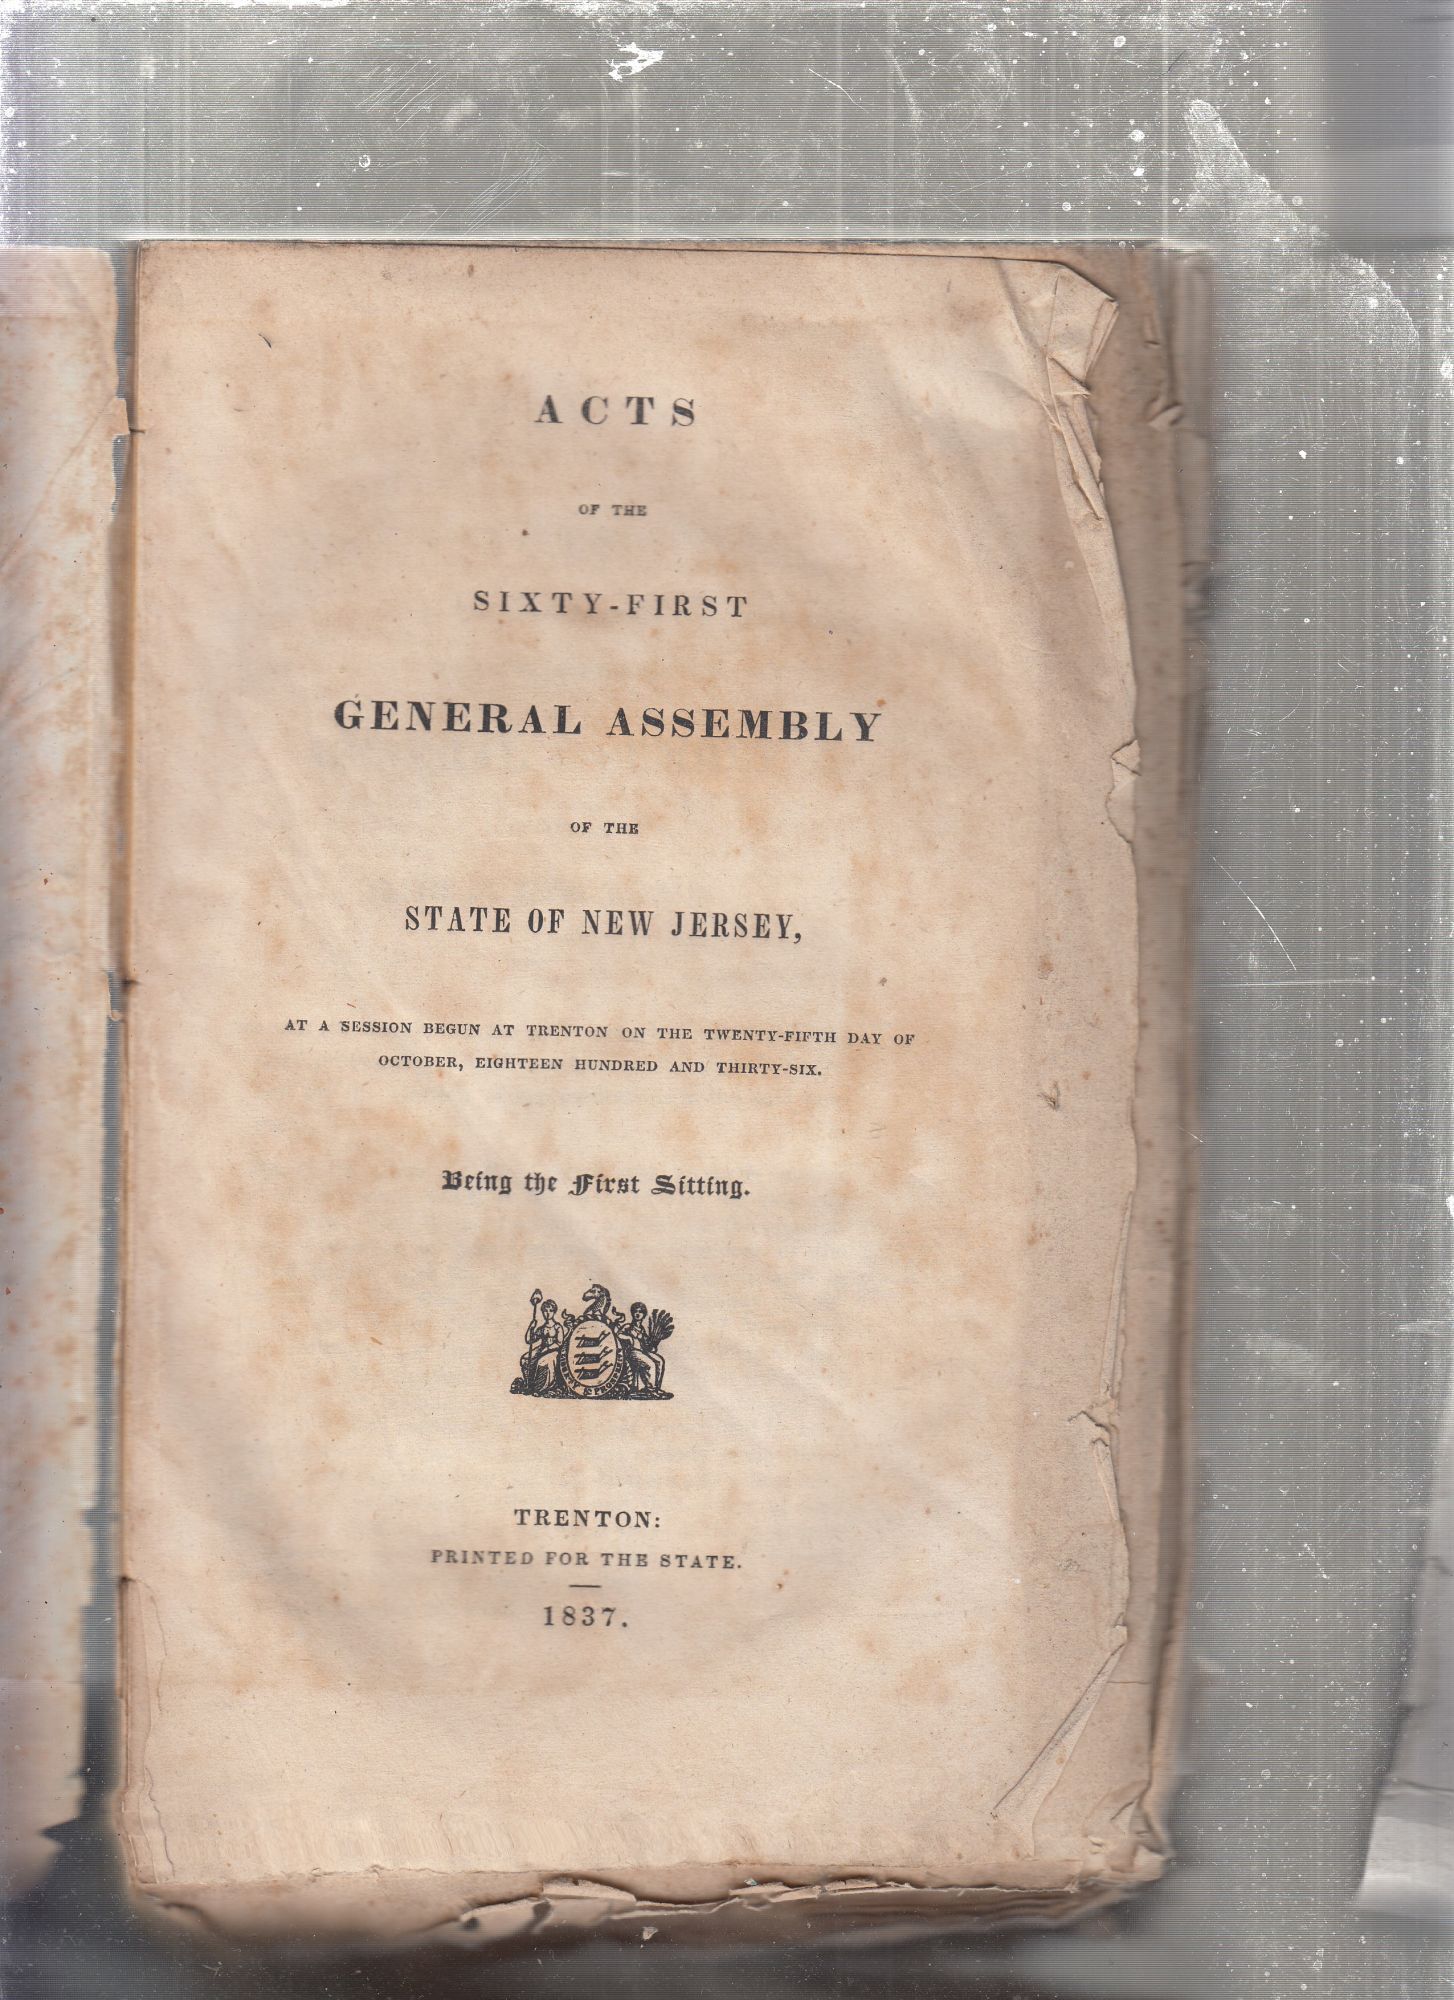 ACTS
OF THE
SIXTY-FIRST
GENERAL ASSEMBLY
OF THE
STATE OF NEW JERSEY,
AT A SESSION BEGUN AT TRENTON ON THE TWENTY-FIFTH DAY OF
OCTOBER, EIGHTEEN HUNDRED AND THIRTY-SIX.
Being the First Sitting.
TRENTON:
PRINTED FOR THE STATE.
1837.